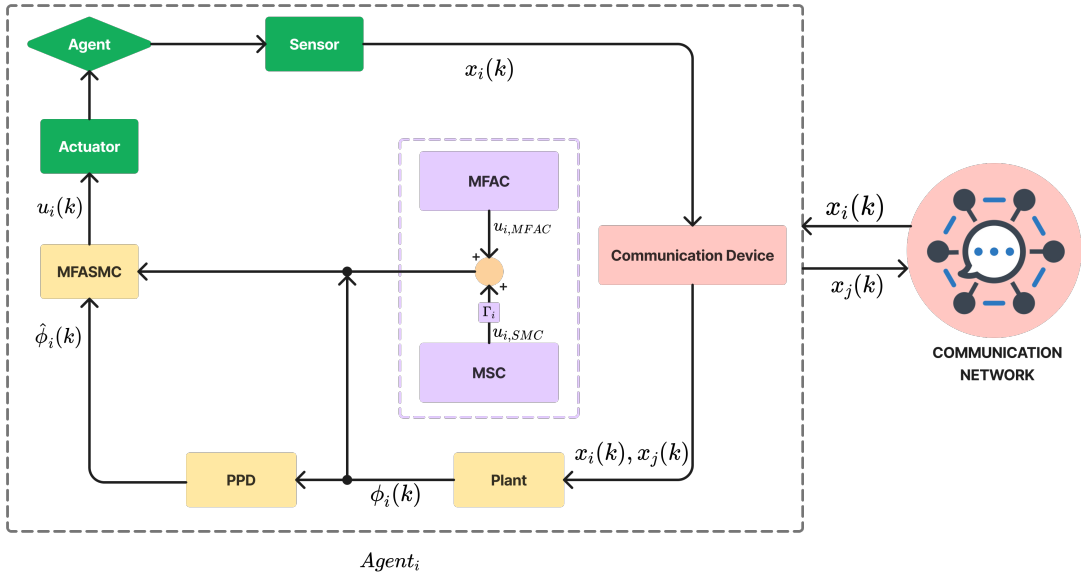 Agent
Sensor
x_i(k)
Actuator
MFAC
u_i(k)
u_{i,MFAC}
x_i(k)
MFASMC
+
Communication Device
+
x_j(k)
Γ_i
\hat{ϕ}_i(k)
u_{i,SMC}
MSC
COMMUNICATION
NETWORK
x_i(k), x_j(k)
PPD
Plant
ϕ_i(k)
Agent_i